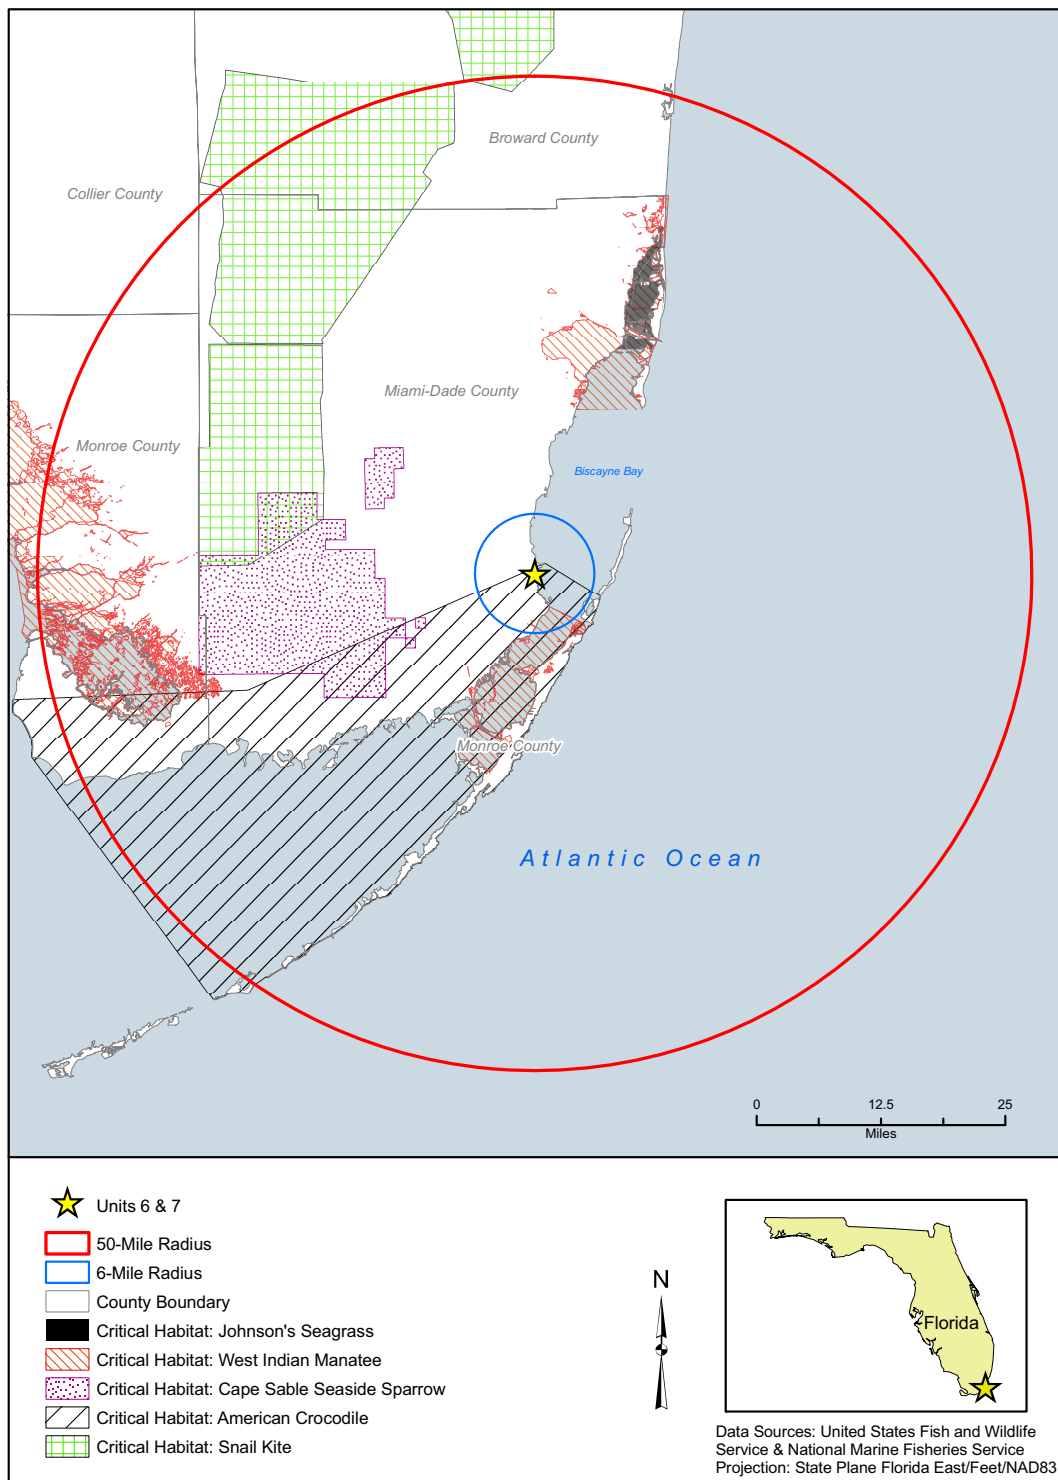 Broward County
Collier County
Miami-Dade County
Monroe County
Biscayne Bay
Monroe County
Atlantic Ocean
0 12.5 25
Miles
Units 6 & 7
50-Mile Radius
6-Mile Radius
County Boundary
Critical Habitat: Johnson's Seagrass
Critical Habitat: West Indian Manatee
Critical Habitat: Cape Sable Seaside Sparrow
Critical Habitat: American Crocodile
Critical Habitat: Snail Kite
N
Florida
Data Sources: United States Fish and Wildlife
Service & National Marine Fisheries Service
Projection: State Plane Florida East/Feet/NAD83